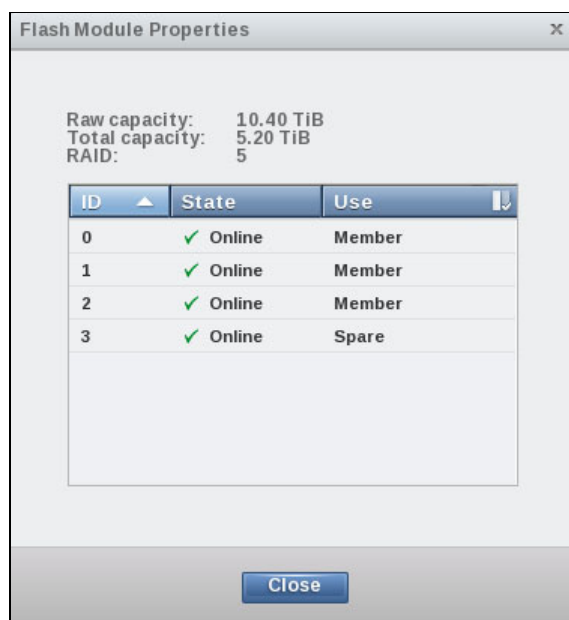 Flash Module Properties x
Raw capacity: 10.40 TiB
Total capacity: 5.20 TiB
RAID: 5
ID State Use
0 Online Member
1 Online Member
2 Online Member
3 Online Spare
Close